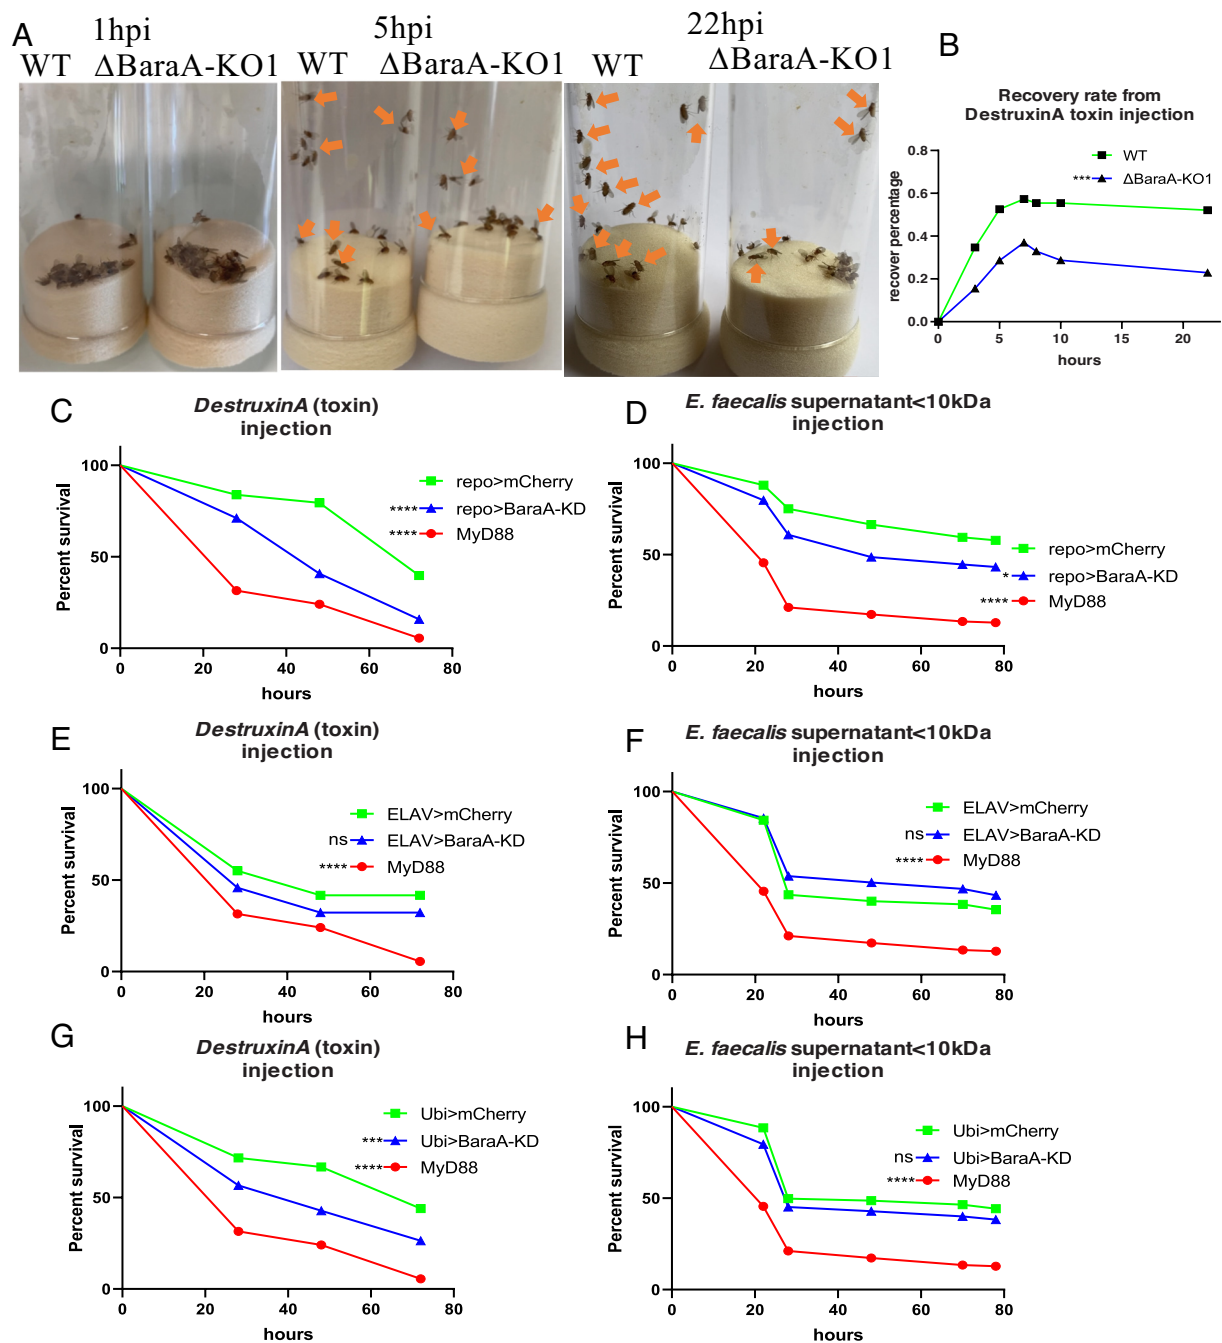 A
1hpi
WT ΔBaraA-KO1
5hpi
WT ΔBaraA-KO1
22hpi
WT ΔBaraA-KO1
B
Recovery rate from
DestruxinA toxin injection
WT
*** ΔBaraA-KO1
recover percentage
0.8
0.6
0.4
0.2
0.0
0 5 10 15 20
hours
C
DestruxinA (toxin)
injection
Percent survival
100
50
0
repo>mCherry
**** repo>BaraA-KD
**** MyD88
0 20 40 60 80
hours
D
E. faecalis supernatant<10kDa
injection
Percent survival
100
50
0
repo>mCherry
* repo>BaraA-KD
**** MyD88
0 20 40 60 80
hours
E
DestruxinA (toxin)
injection
Percent survival
100
50
0
ELAV>mCherry
ns ELAV>BaraA-KD
**** MyD88
0 20 40 60 80
hours
F
E. faecalis supernatant<10kDa
injection
Percent survival
100
50
0
ELAV>mCherry
ns ELAV>BaraA-KD
**** MyD88
0 20 40 60 80
hours
G
DestruxinA (toxin)
injection
Percent survival
100
50
0
Ubi>mCherry
*** Ubi>BaraA-KD
**** MyD88
0 20 40 60 80
hours
H
E. faecalis supernatant<10kDa
injection
Percent survival
100
50
0
Ubi>mCherry
ns Ubi>BaraA-KD
**** MyD88
0 20 40 60 80
hours